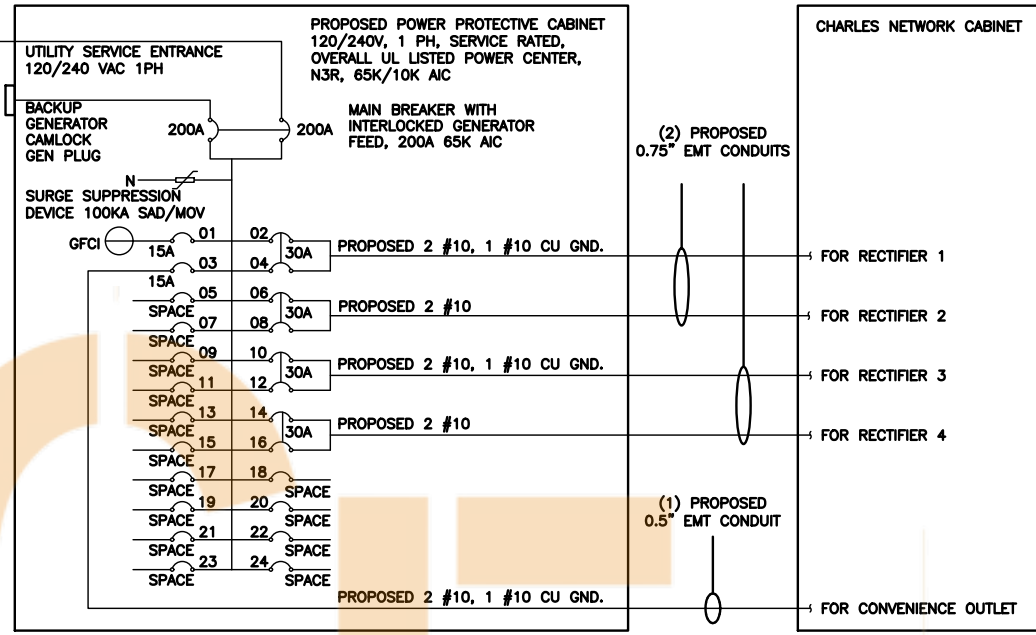 PROPOSED POWER PROTECTIVE CABINET
120/240V, 1 PH, SERVICE RATED,
OVERALL UL LISTED POWER CENTER,
N3R, 65K/10K AIC
CHARLES NETWORK CABINET
UTILITY SERVICE ENTRANCE
120/240 VAC 1PH
BACKUP
GENERATOR
CAMLOCK
GEN PLUG
200A
200A
MAIN BREAKER WITH
INTERLOCKED GENERATOR
FEED, 200A 65K AIC
(2) PROPOSED
0.75" EMT CONDUITS
N
SURGE SUPPRESSION
DEVICE 100KA SAD/MOV
GFCI
15A
01
02
30A
PROPOSED 2 #10, 1 #10 CU GND.
FOR RECTIFIER 1
15A
03
04
SPACE
05
06
30A
PROPOSED 2 #10
FOR RECTIFIER 2
SPACE
07
08
SPACE
09
10
30A
PROPOSED 2 #10, 1 #10 CU GND.
FOR RECTIFIER 3
SPACE
11
12
SPACE
13
14
30A
PROPOSED 2 #10
FOR RECTIFIER 4
SPACE
15
16
SPACE
17
18
SPACE
SPACE
19
20
SPACE
SPACE
21
22
SPACE
SPACE
23
24
SPACE
(1) PROPOSED
0.5" EMT CONDUIT
PROPOSED 2 #10, 1 #10 CU GND.
FOR CONVENIENCE OUTLET